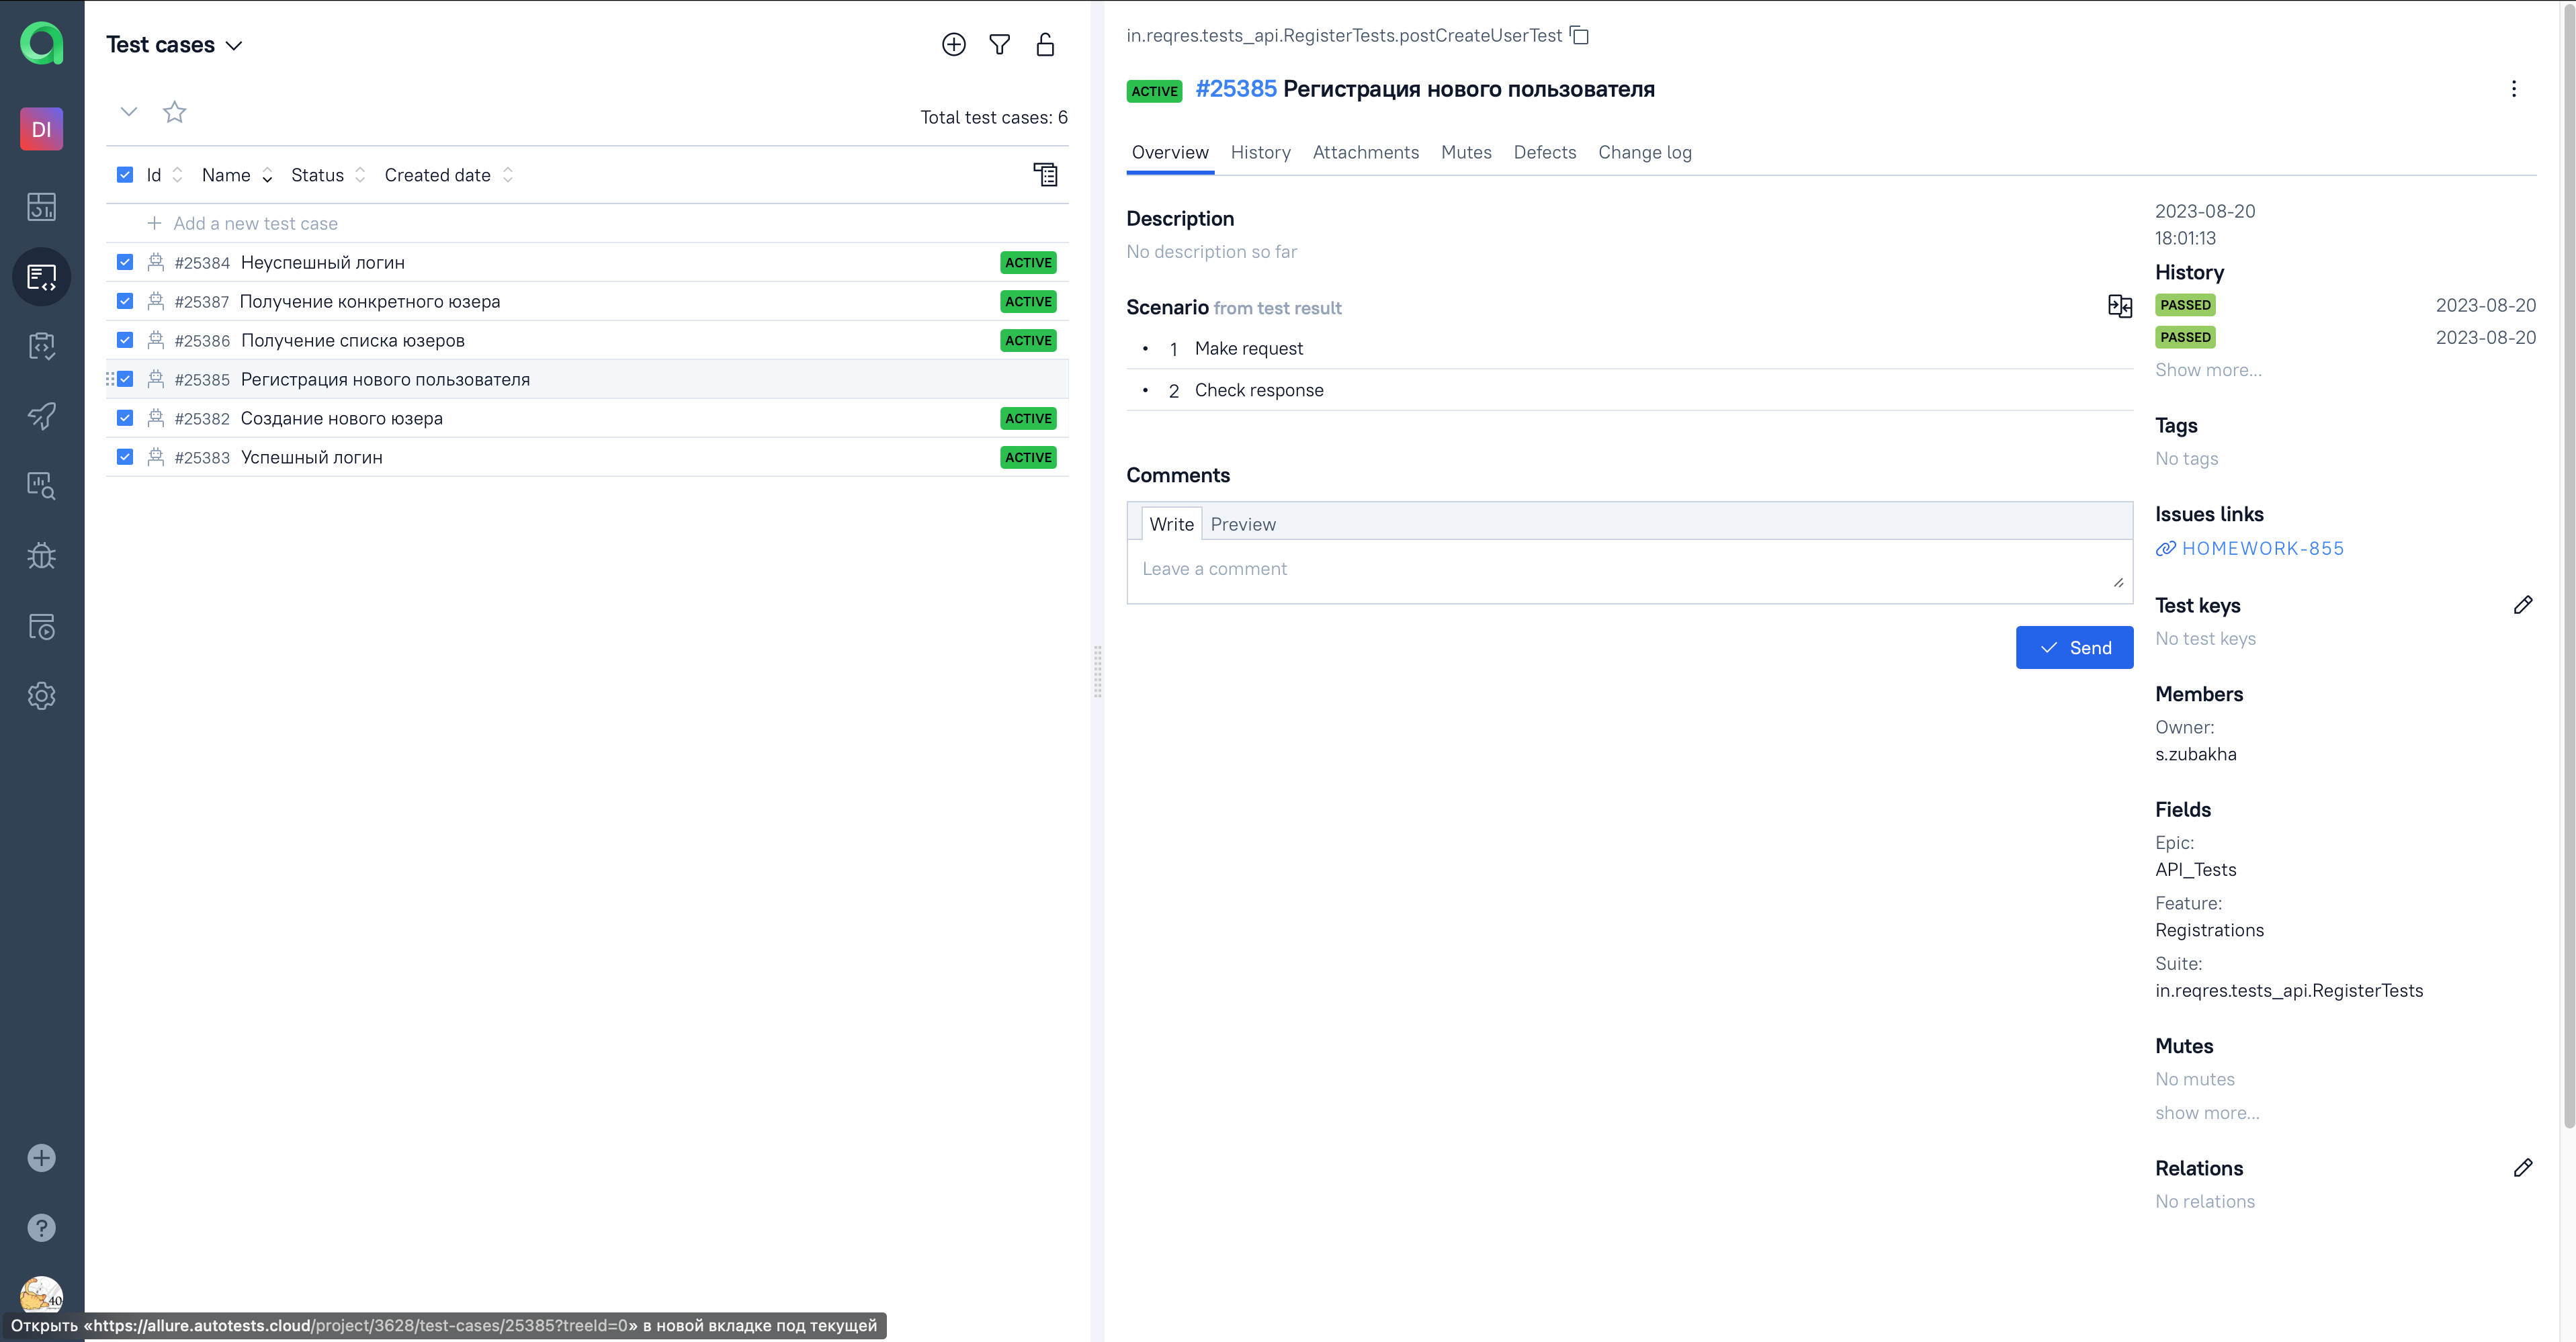 Test cases
DI
Total test cases: 6
Id Name Status Created date
Add a new test case
#25384 Неуспешный логин ACTIVE
#25387 Получение конкретного юзера ACTIVE
#25386 Получение списка юзеров ACTIVE
#25385 Регистрация нового пользователя
#25382 Создание нового юзера ACTIVE
#25383 Успешный логин ACTIVE
40
Открыть «https://allure.autotests.cloud/project/3628/test-cases/25385?treeId=0» в новой вкладке под текущей
in.reqres.tests_api.RegisterTests.postCreateUserTest
ACTIVE #25385 Регистрация нового пользователя
Overview History Attachments Mutes Defects Change log
Description
No description so far
Scenario from test result
• 1 Make request
• 2 Check response
Comments
Write Preview
Leave a comment
Send
2023-08-20
18:01:13
History
PASSED 2023-08-20
PASSED 2023-08-20
Show more...
Tags
No tags
Issues links
HOMEWORK-855
Test keys
No test keys
Members
Owner:
s.zubakha
Fields
Epic:
API_Tests
Feature:
Registrations
Suite:
in.reqres.tests_api.RegisterTests
Mutes
No mutes
show more...
Relations
No relations